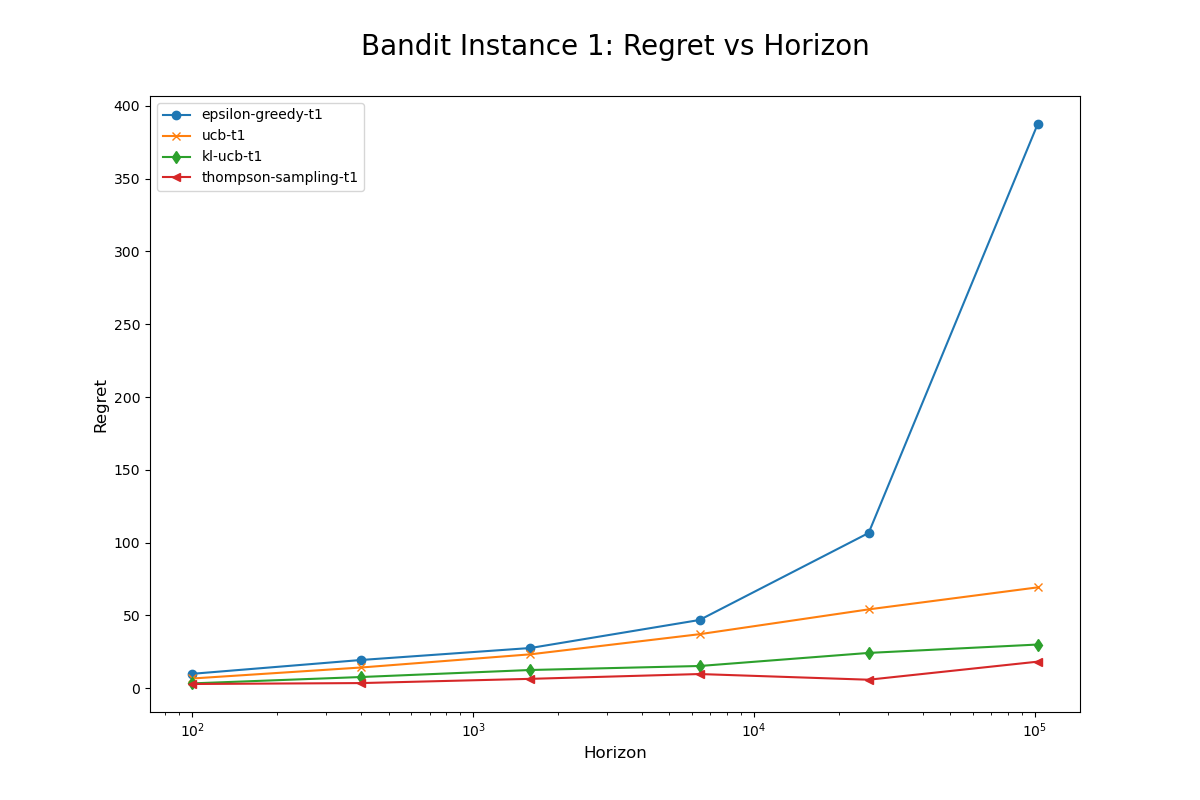 Bandit Instance 1: Regret vs Horizon
epsilon-greedy-t1
ucb-t1
kl-ucb-t1
thompson-sampling-t1
400
350
300
250
200
150
100
50
0
Regret
10²
10³
10⁴
10⁵
Horizon